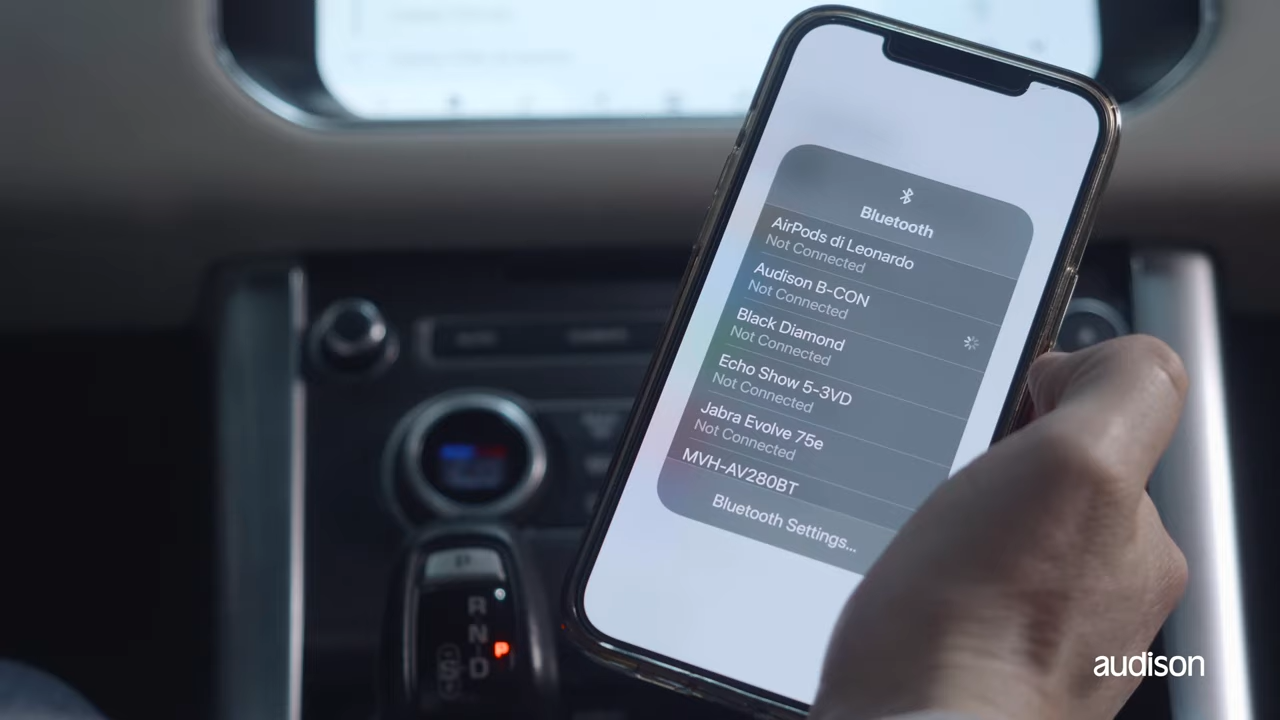 Bluetooth
AirPods di Leonardo
Not Connected
Audison B-CON
Not Connected
Black Diamond
Not Connected
Echo Show 5-3VD
Not Connected
Jabra Evolve 75e
Not Connected
MVH-AV280BT
Bluetooth Settings...
P
R
N
P
D
S
audison